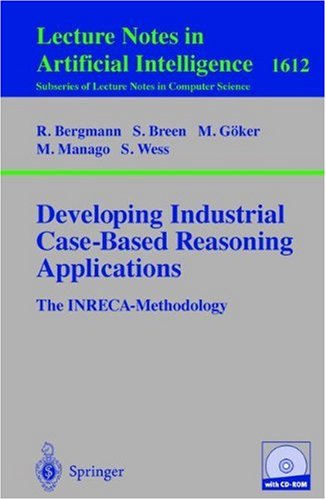 Lecture Notes in
Artificial Intelligence 1612
Subseries of Lecture Notes in Computer Science
R. Bergmann S. Breen M. Göker
M. Manago S. Wess
Developing Industrial
Case-Based Reasoning
Applications
The INRECA-Methodology
Springer
with CD-ROM